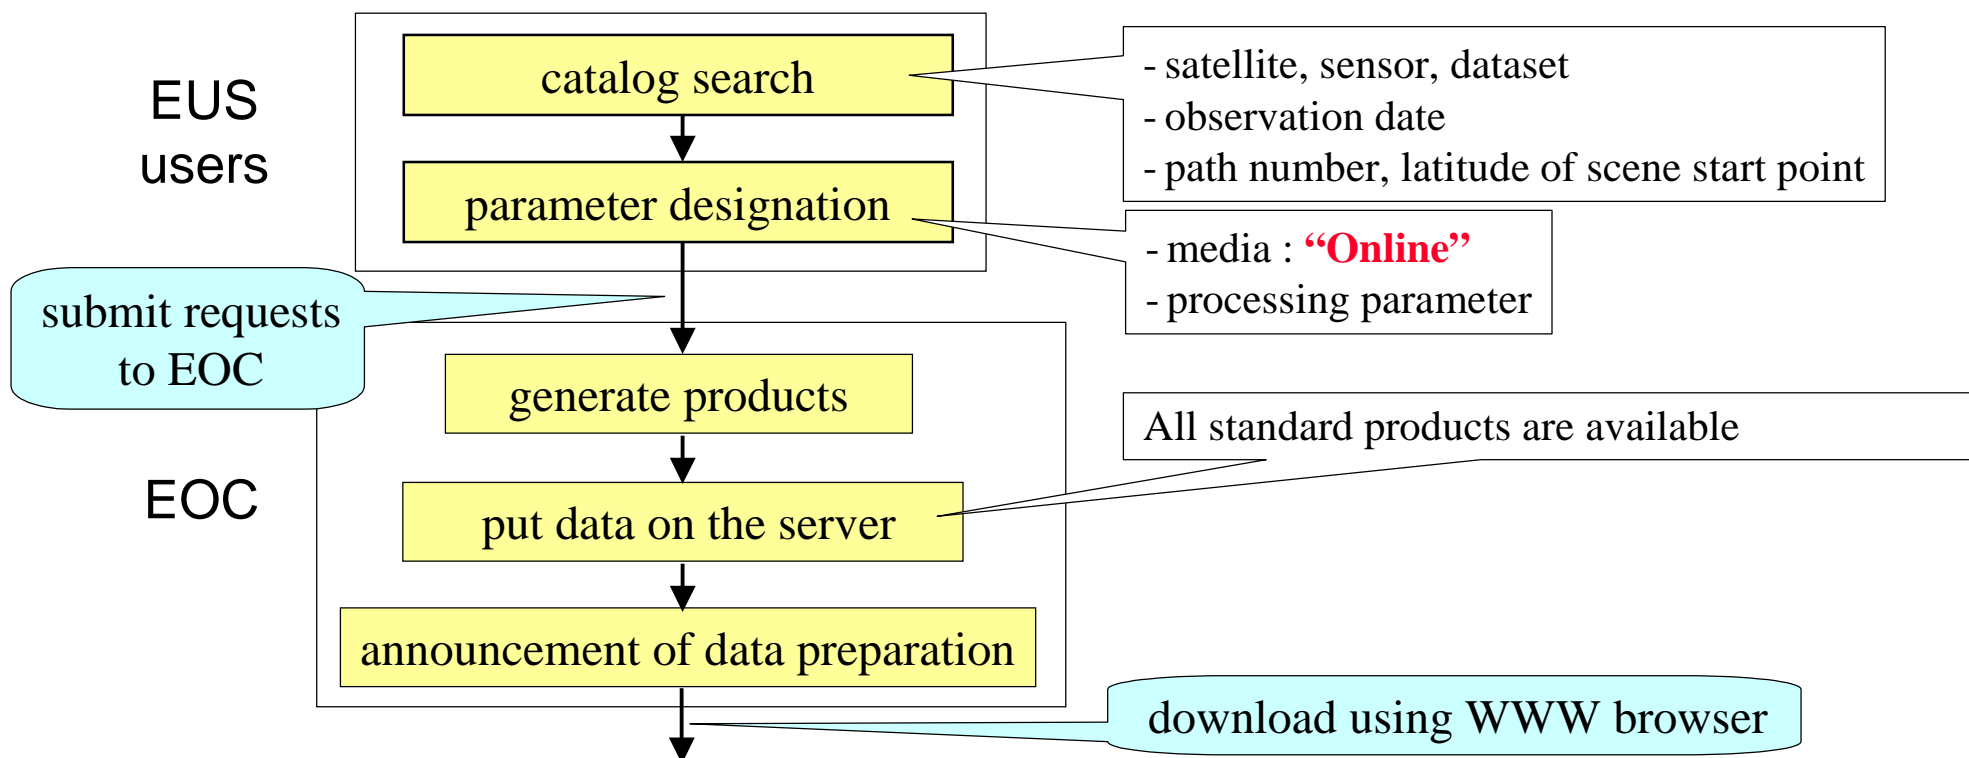 EUS
users
catalog search
- satellite, sensor, dataset
- observation date
- path number, latitude of scene start point
parameter designation
- media : “Online”
- processing parameter
submit requests
to EOC
EOC
generate products
All standard products are available
put data on the server
announcement of data preparation
download using WWW browser